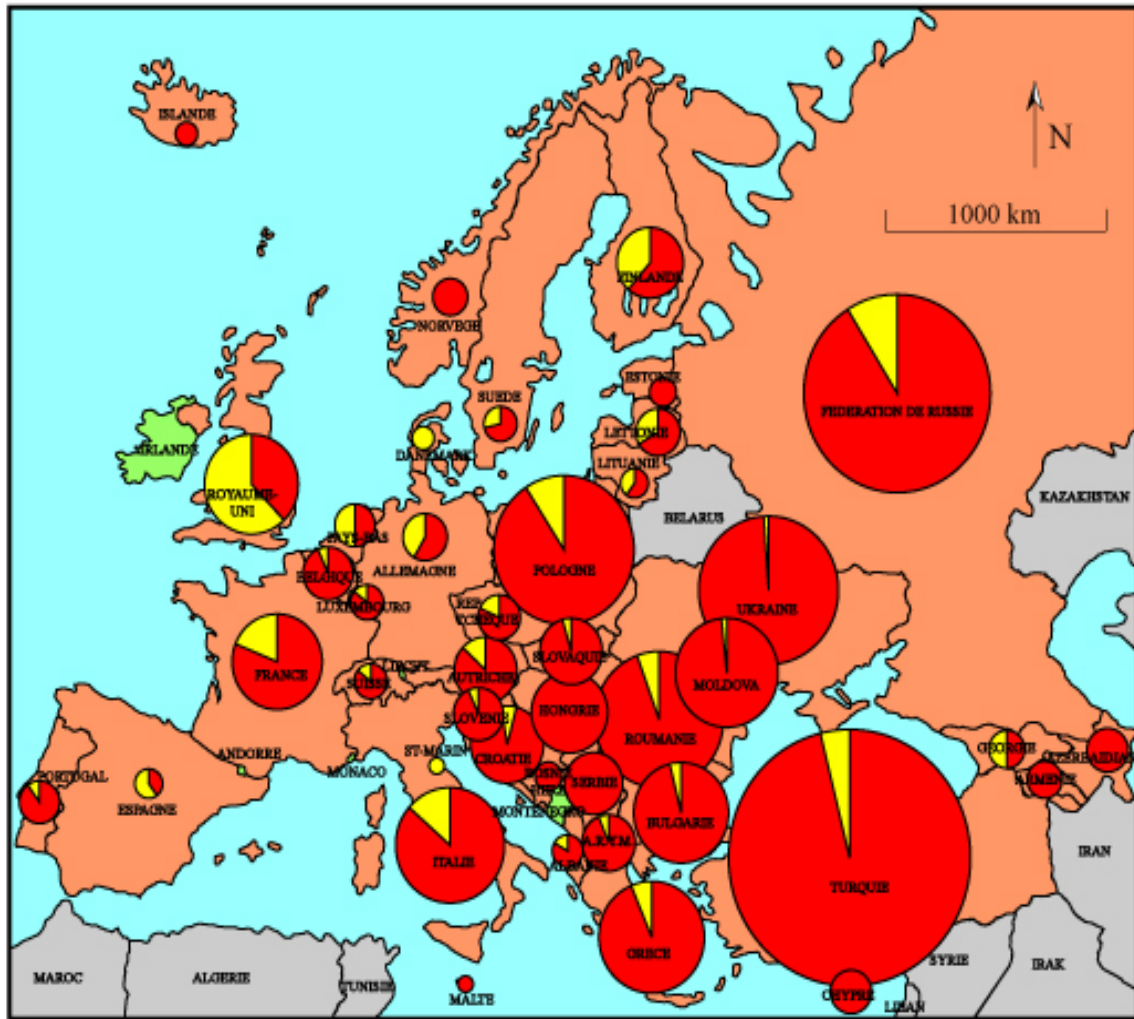 ISLANDE
N
1000 km
FINLANDE
NORVEGE
ESTONIE
SUEDE
FEDERATION DE RUSSIE
LETTONIE
DANEMARK
IRLANDE
LITUANIE
KAZAKHSTAN
ROYAUME-
UNI
BELARUS
PAYS-BAS
ALLEMAGNE
POLOGNE
BELGIQUE
LUXEMBOURG
REP.
TCHEQUE
UKRAINE
SLOVAQUIE
FRANCE
SUISSE
AUTRICHE
MOLDOVA
SLOVENIE
HONGRIE
CROATIE
ROUMANIE
ST-MARIN
ANDORRE
MONACO
GEORGIE
AZERBAIDJAN
PORTUGAL
ESPAGNE
ARMENIE
SERBIE
MONTENEGRO
BULGARIE
ITALIE
A.R.Y.M.
ALBANIE
IRAN
TURQUIE
GRECE
SYRIE
IRAK
MAROC
ALGERIE
TUNISIE
MALTE
CHYPRE
LIBAN